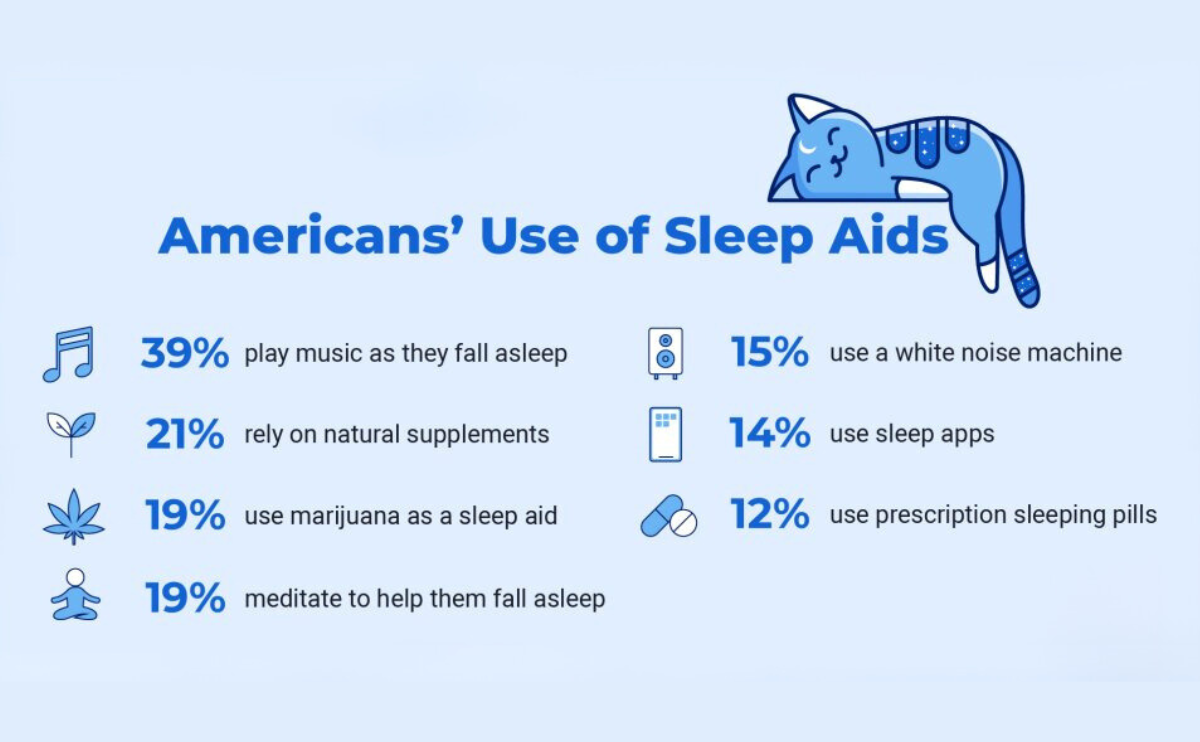 Americans’ Use of Sleep Aids
39% play music as they fall asleep
21% rely on natural supplements
19% use marijuana as a sleep aid
19% meditate to help them fall asleep
15% use a white noise machine
14% use sleep apps
12% use prescription sleeping pills